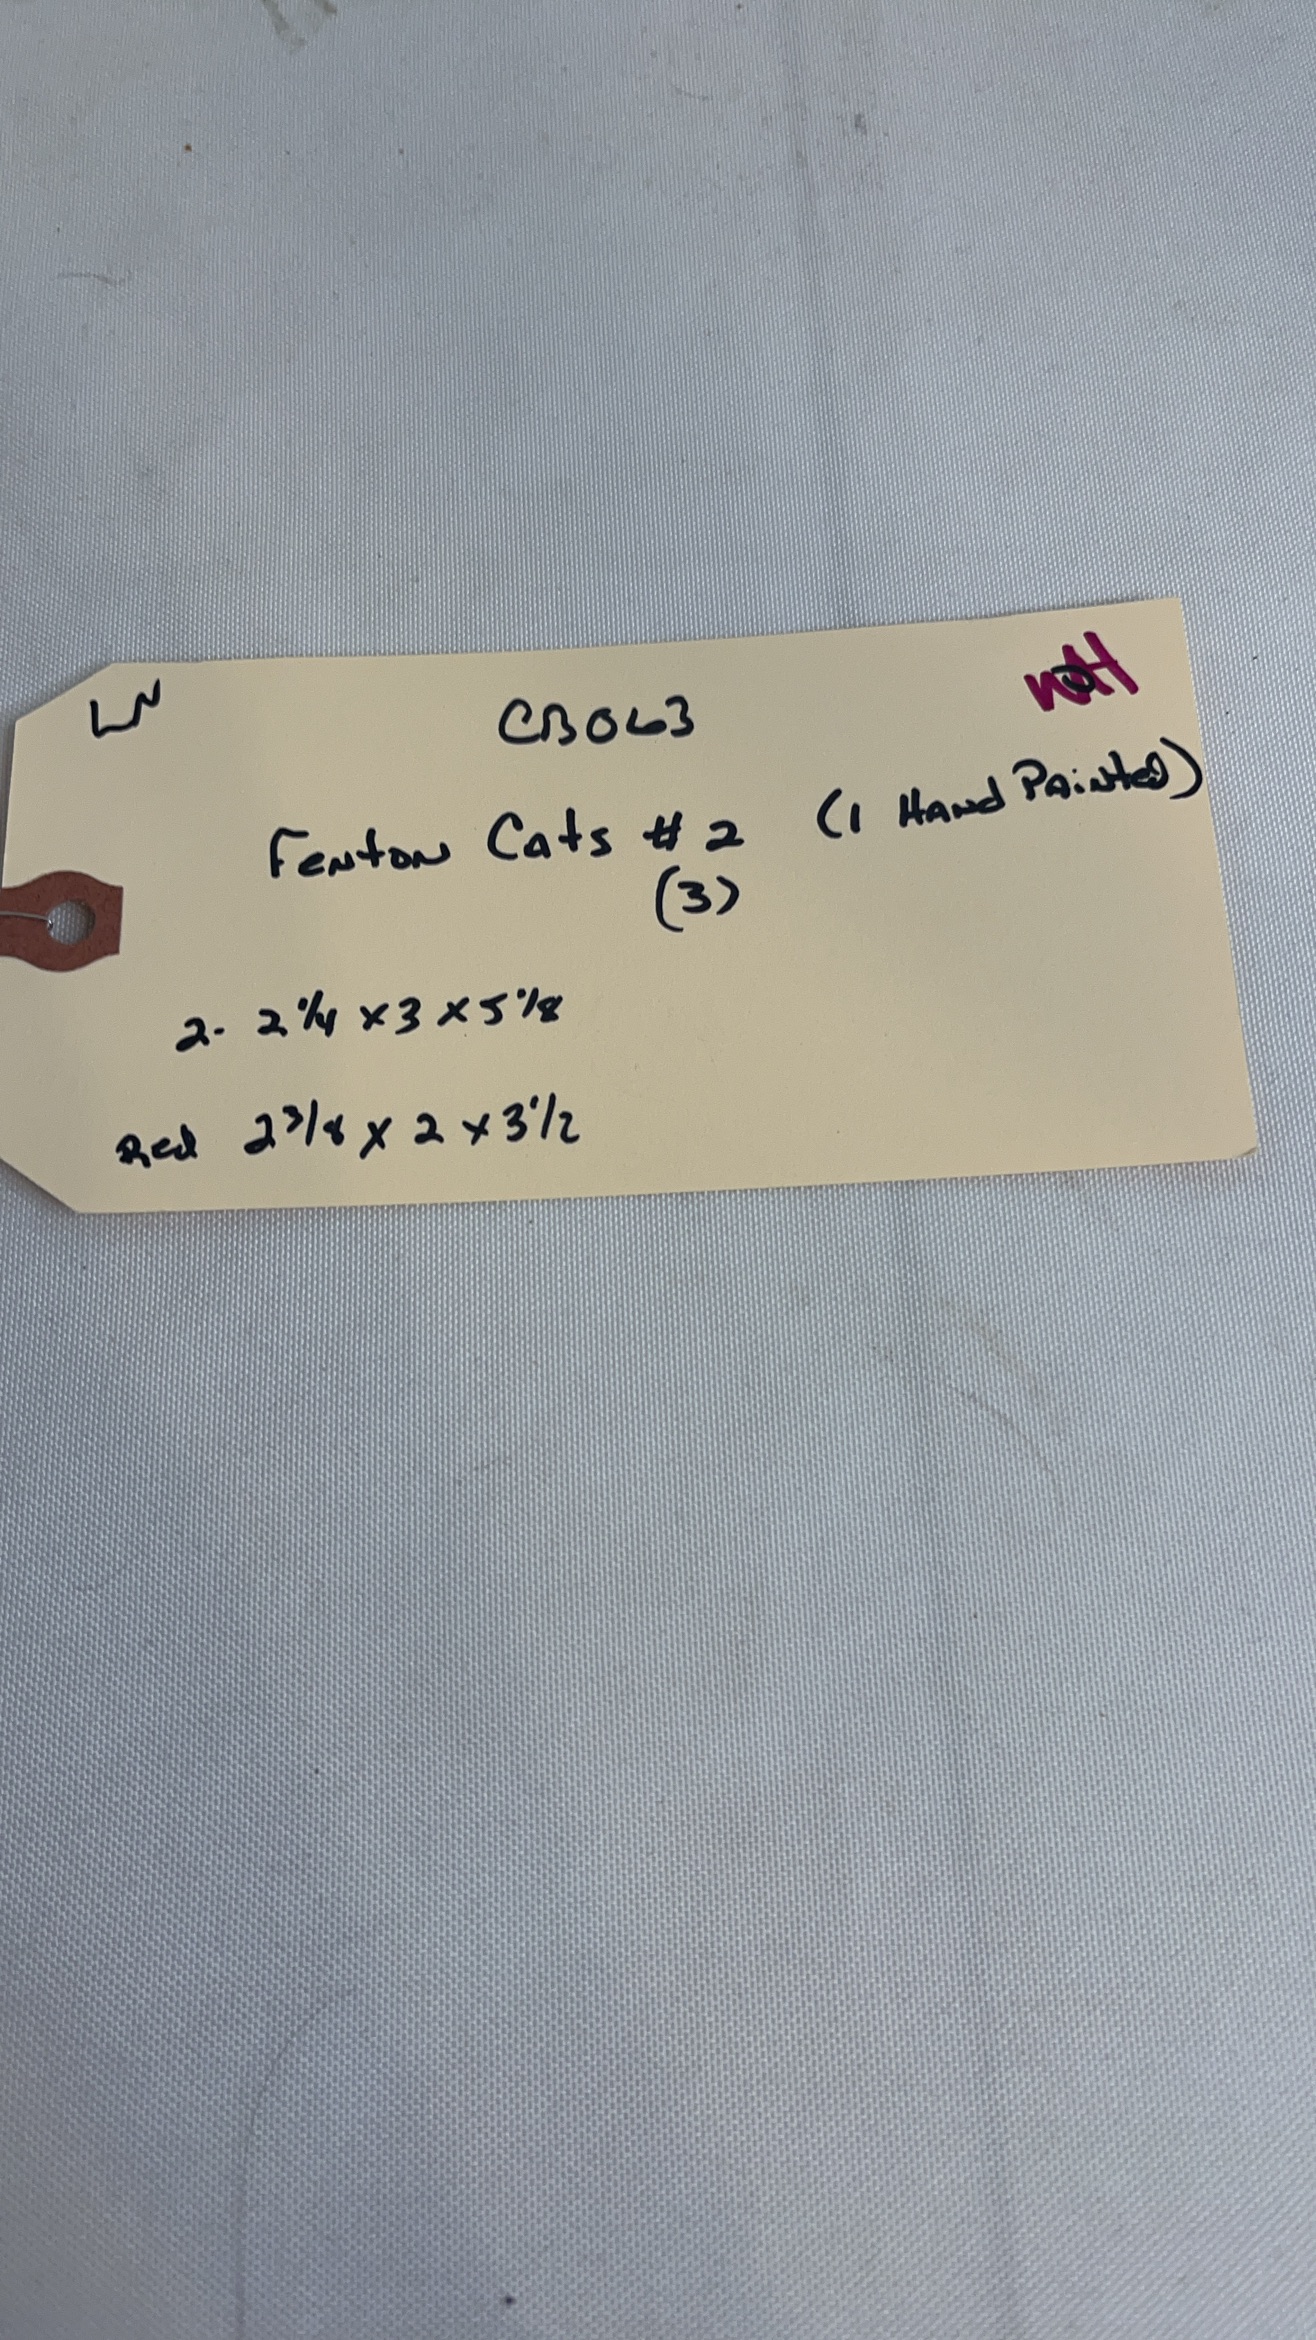 LN
CB063
Fenton Cats #2 (1 Hand Painted)
(3)
2- 2 1/4 x 3 x 5 1/8
Red 2 3/8 x 2 x 3 1/2